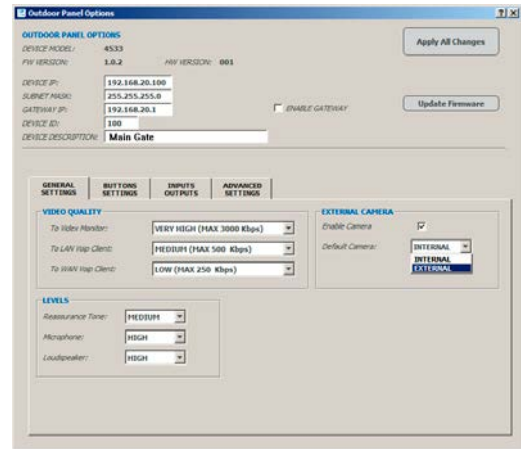 Outdoor Panel Options
OUTDOOR PANEL OPTIONS
DEVICE MODEL: 4533
FW VERSION: 1.0.2 HW VERSION: 001
Apply All Changes
DEVICE IP: 192.168.20.100
SUBNET MASK: 255.255.255.0
GATEWAY IP: 192.168.20.1
ENABLE GATEWAY
Update Firmware
DEVICE ID: 100
DEVICE DESCRIPTION: Main Gate
GENERAL SETTINGS
BUTTONS SETTINGS
INPUTS OUTPUTS
ADVANCED SETTINGS
VIDEO QUALITY
To Video Monitor: VERY HIGH (MAX 3000 Kbps)
To LAN Voip Client: MEDIUM (MAX 500 Kbps)
To WAN Voip Client: LOW (MAX 250 Kbps)
EXTERNAL CAMERA
Enable Camera
Default Camera: INTERNAL
INTERNAL
EXTERNAL
LEVELS
Reassurance Tone: MEDIUM
Microphone: HIGH
Loudspeaker: HIGH